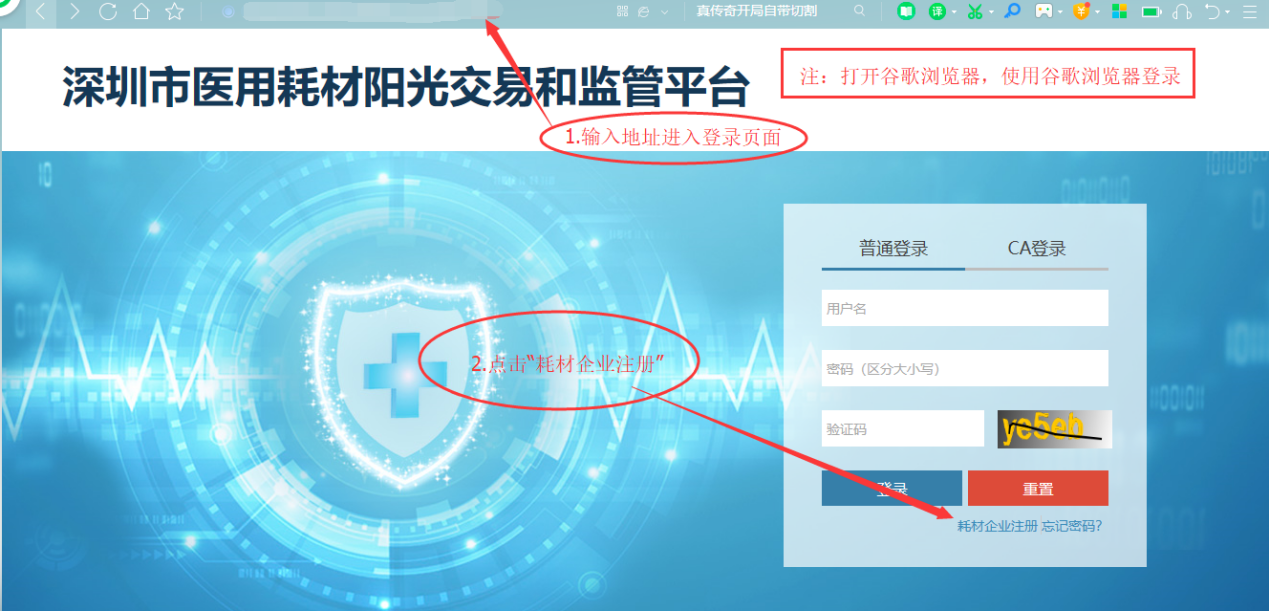 真传奇开局自带切割
译
深圳市医用耗材阳光交易和监管平台
注：打开谷歌浏览器，使用谷歌浏览器登录
1.输入地址进入登录页面
普通登录 CA登录
用户名
2.点击“耗材企业注册”
密码（区分大小写）
验证码 ye5eh
登录 重置
耗材企业注册 忘记密码?